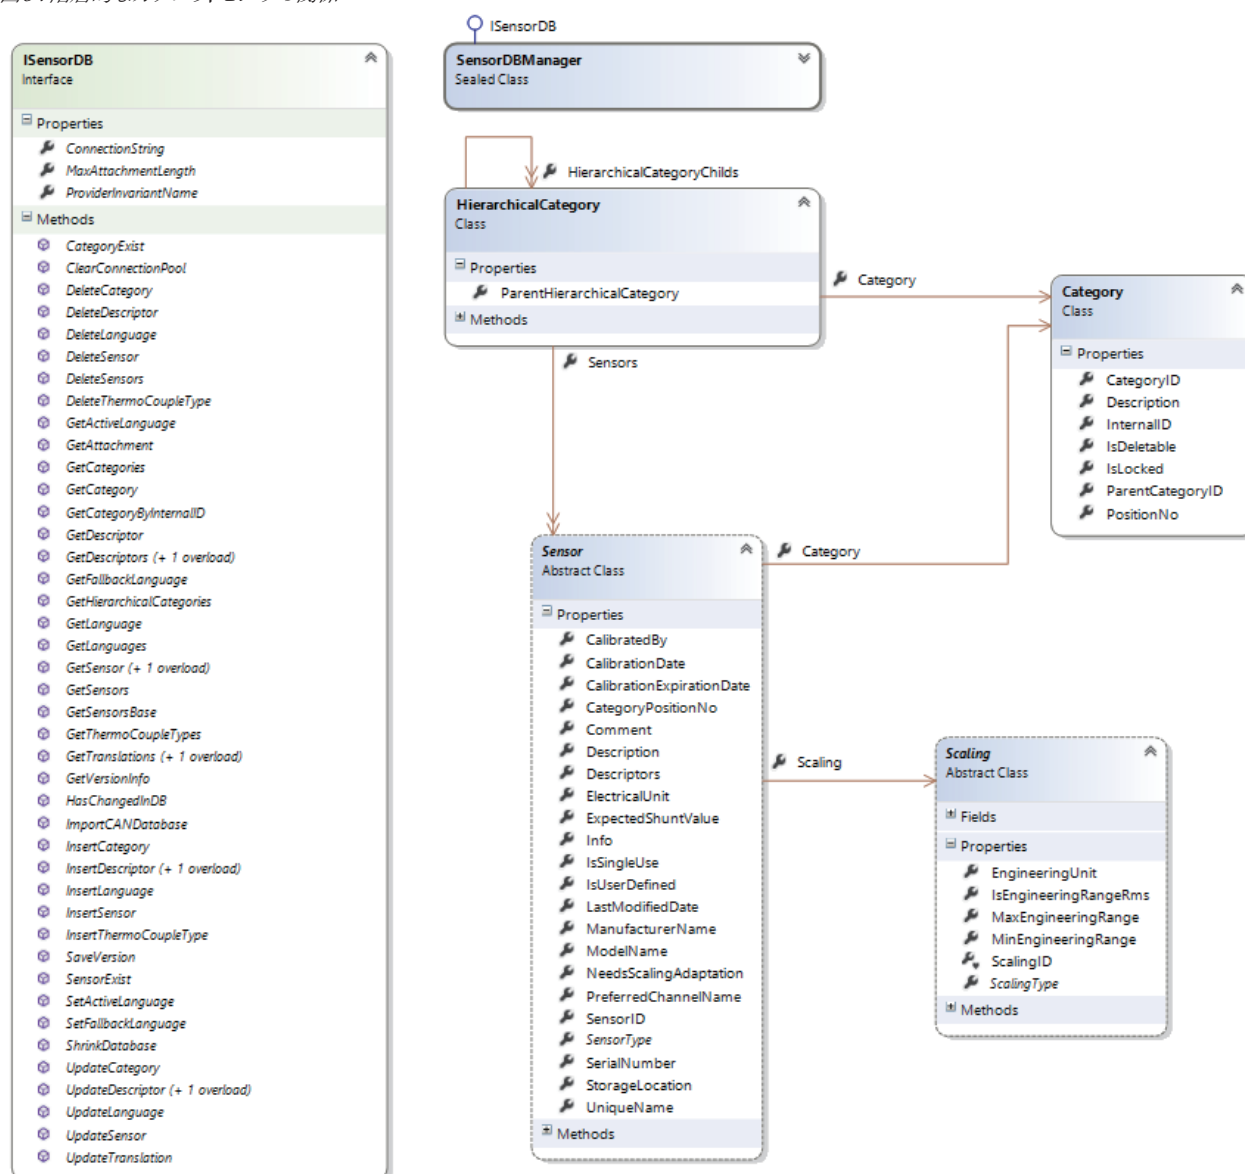 ISensorDB
Interface
Properties
ConnectionString
MaxAttachmentLength
ProviderInvariantName
Methods
CategoryExist
ClearConnectionPool
DeleteCategory
DeleteDescriptor
DeleteLanguage
DeleteSensor
DeleteSensors
DeleteThermoCoupleType
GetActiveLanguage
GetAttachment
GetCategories
GetCategory
GetCategoryByInternalID
GetDescriptor
GetDescriptors (+ 1 overload)
GetFallbackLanguage
GetHierarchicalCategories
GetLanguage
GetLanguages
GetSensor (+ 1 overload)
GetSensors
GetSensorsBase
GetThermoCoupleTypes
GetTranslations (+ 1 overload)
GetVersionInfo
HasChangedInDB
ImportCANDatabase
InsertCategory
InsertDescriptor (+ 1 overload)
InsertLanguage
InsertSensor
InsertThermoCoupleType
SaveVersion
SensorExist
SetActiveLanguage
SetFallbackLanguage
ShrinkDatabase
UpdateCategory
UpdateDescriptor (+ 1 overload)
UpdateLanguage
UpdateSensor
UpdateTranslation
ISensorDB
SensorDBManager
Sealed Class
HierarchicalCategoryChilds
HierarchicalCategory
Class
Properties
ParentHierarchicalCategory
Methods
Category
Sensors
Category
Class
Properties
CategoryID
Description
InternalID
IsDeletable
IsLocked
ParentCategoryID
PositionNo
Sensor
Abstract Class
Properties
CalibratedBy
CalibrationDate
CalibrationExpirationDate
CategoryPositionNo
Comment
Description
Descriptors
ElectricalUnit
ExpectedShuntValue
Info
IsSingleUse
IsUserDefined
LastModifiedDate
ManufacturerName
ModelName
NeedsScalingAdaptation
PreferredChannelName
SensorID
SensorType
SerialNumber
StorageLocation
UniqueName
Methods
Category
Scaling
Scaling
Abstract Class
Fields
Properties
EngineeringUnit
IsEngineeringRangeRms
MaxEngineeringRange
MinEngineeringRange
ScalingID
ScalingType
Methods